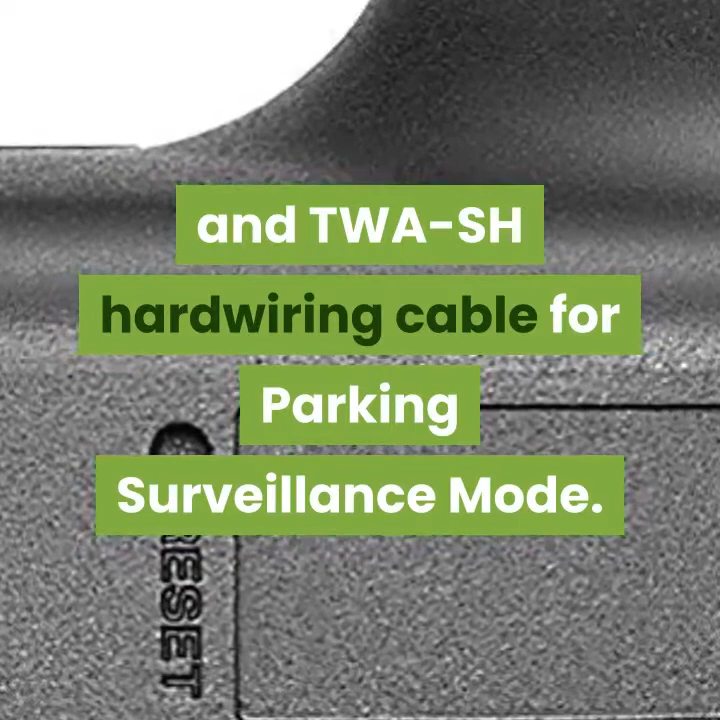 and TWA-SH
hardwiring cable for
Parking
Surveillance Mode.
RESET